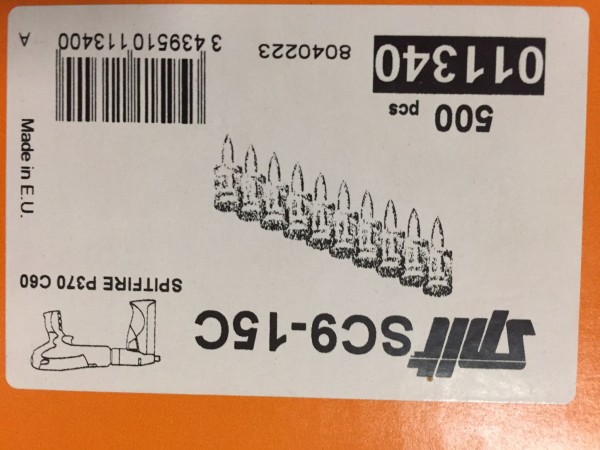 Spit SC9-15C
SPITFIRE P370 C60
Made in E.U.
500 pcs
011340
8040223
3 439510 113400
A